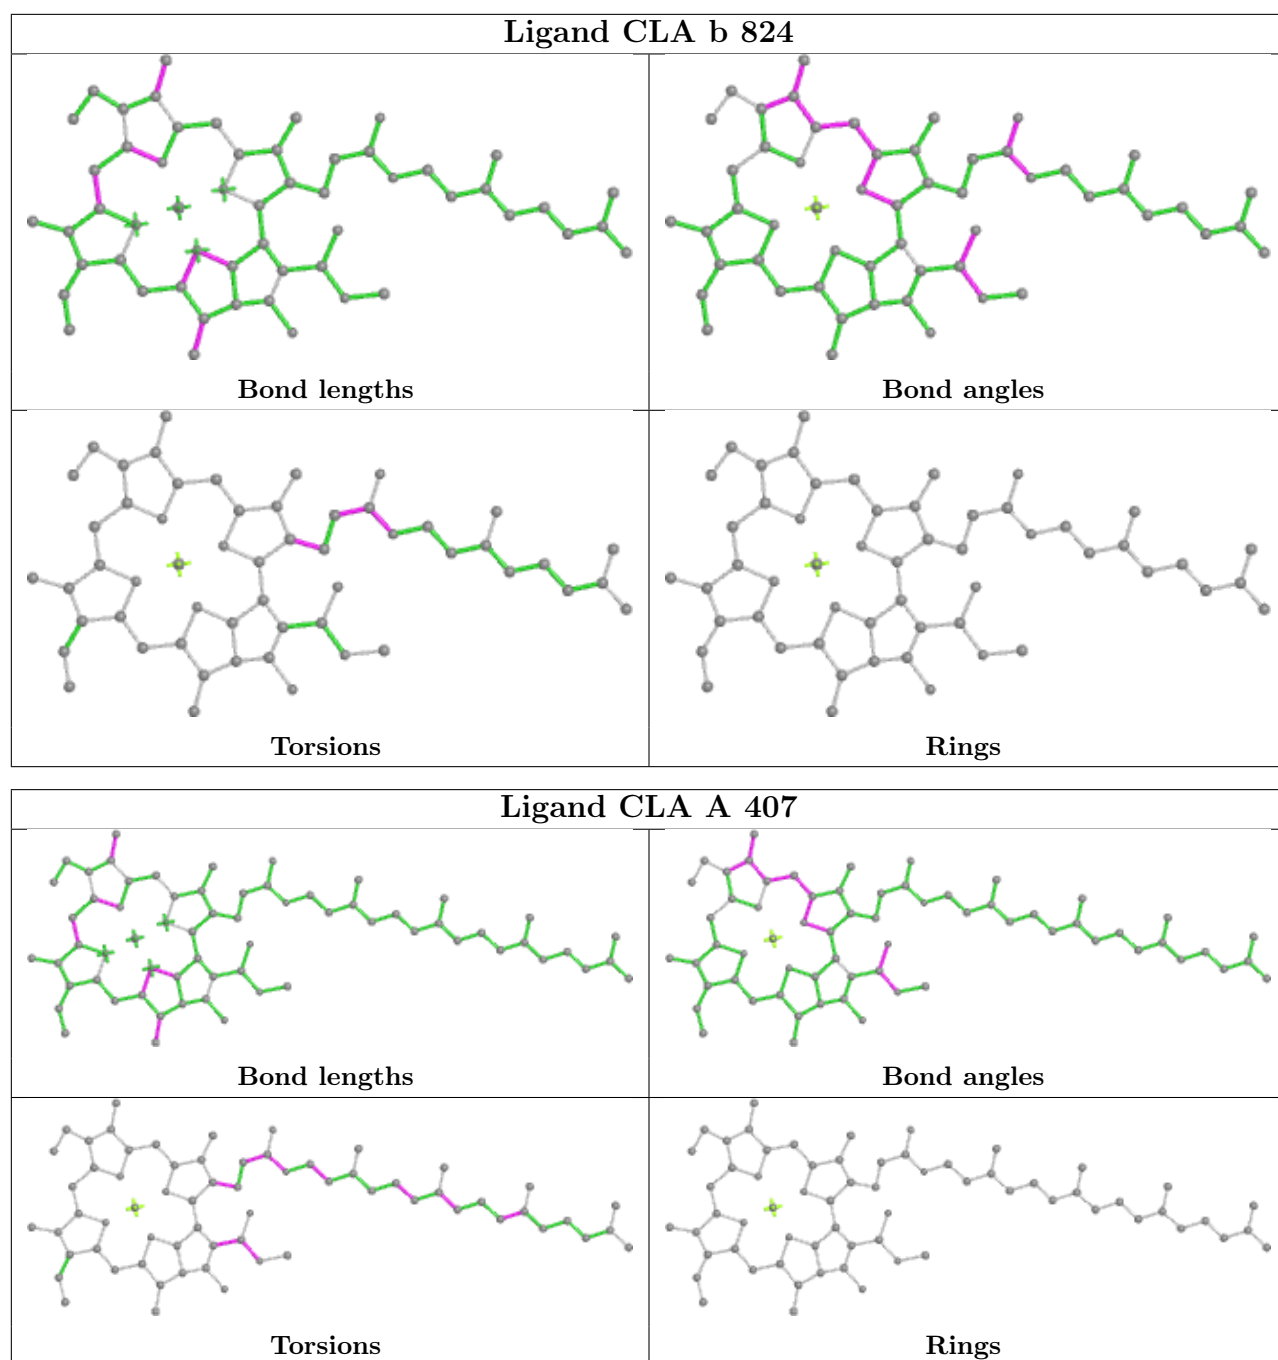 Ligand CLA b 824
Bond lengths
Bond angles
Torsions
Rings
Ligand CLA A 407
Bond lengths
Bond angles
Torsions
Rings